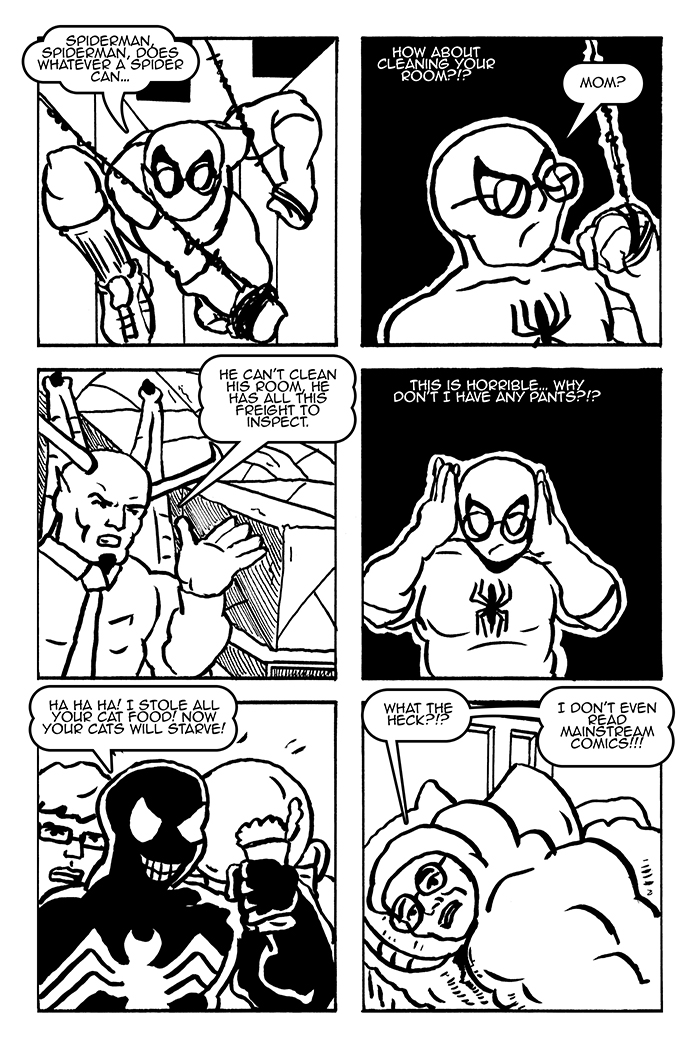 SPIDERMAN,
SPIDERMAN, DOES
WHATEVER A SPIDER
CAN...
HOW ABOUT
CLEANING YOUR
ROOM?!?
MOM?
HE CAN'T CLEAN
HIS ROOM, HE
HAS ALL THIS
FREIGHT TO
INSPECT.
THIS IS HORRIBLE... WHY
DON'T I HAVE ANY PANTS?!?
HA HA HA! I STOLE ALL
YOUR CAT FOOD! NOW
YOUR CATS WILL STARVE!
WHAT THE
HECK?!?
I DON'T EVEN
READ
MAINSTREAM
COMICS!!!